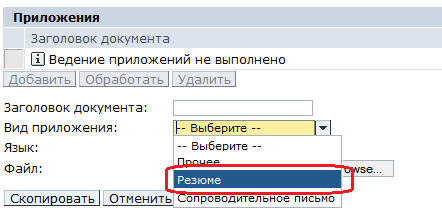 Приложения
Заголовок документа
Ведение приложений не выполнено
Добавить Обработать Удалить
Заголовок документа:
Вид приложения: -- Выберите --
-- Выберите --
Язык:
Прочее
Файл: Резюме owse...
Сопроводительное письмо
Скопировать Отменить